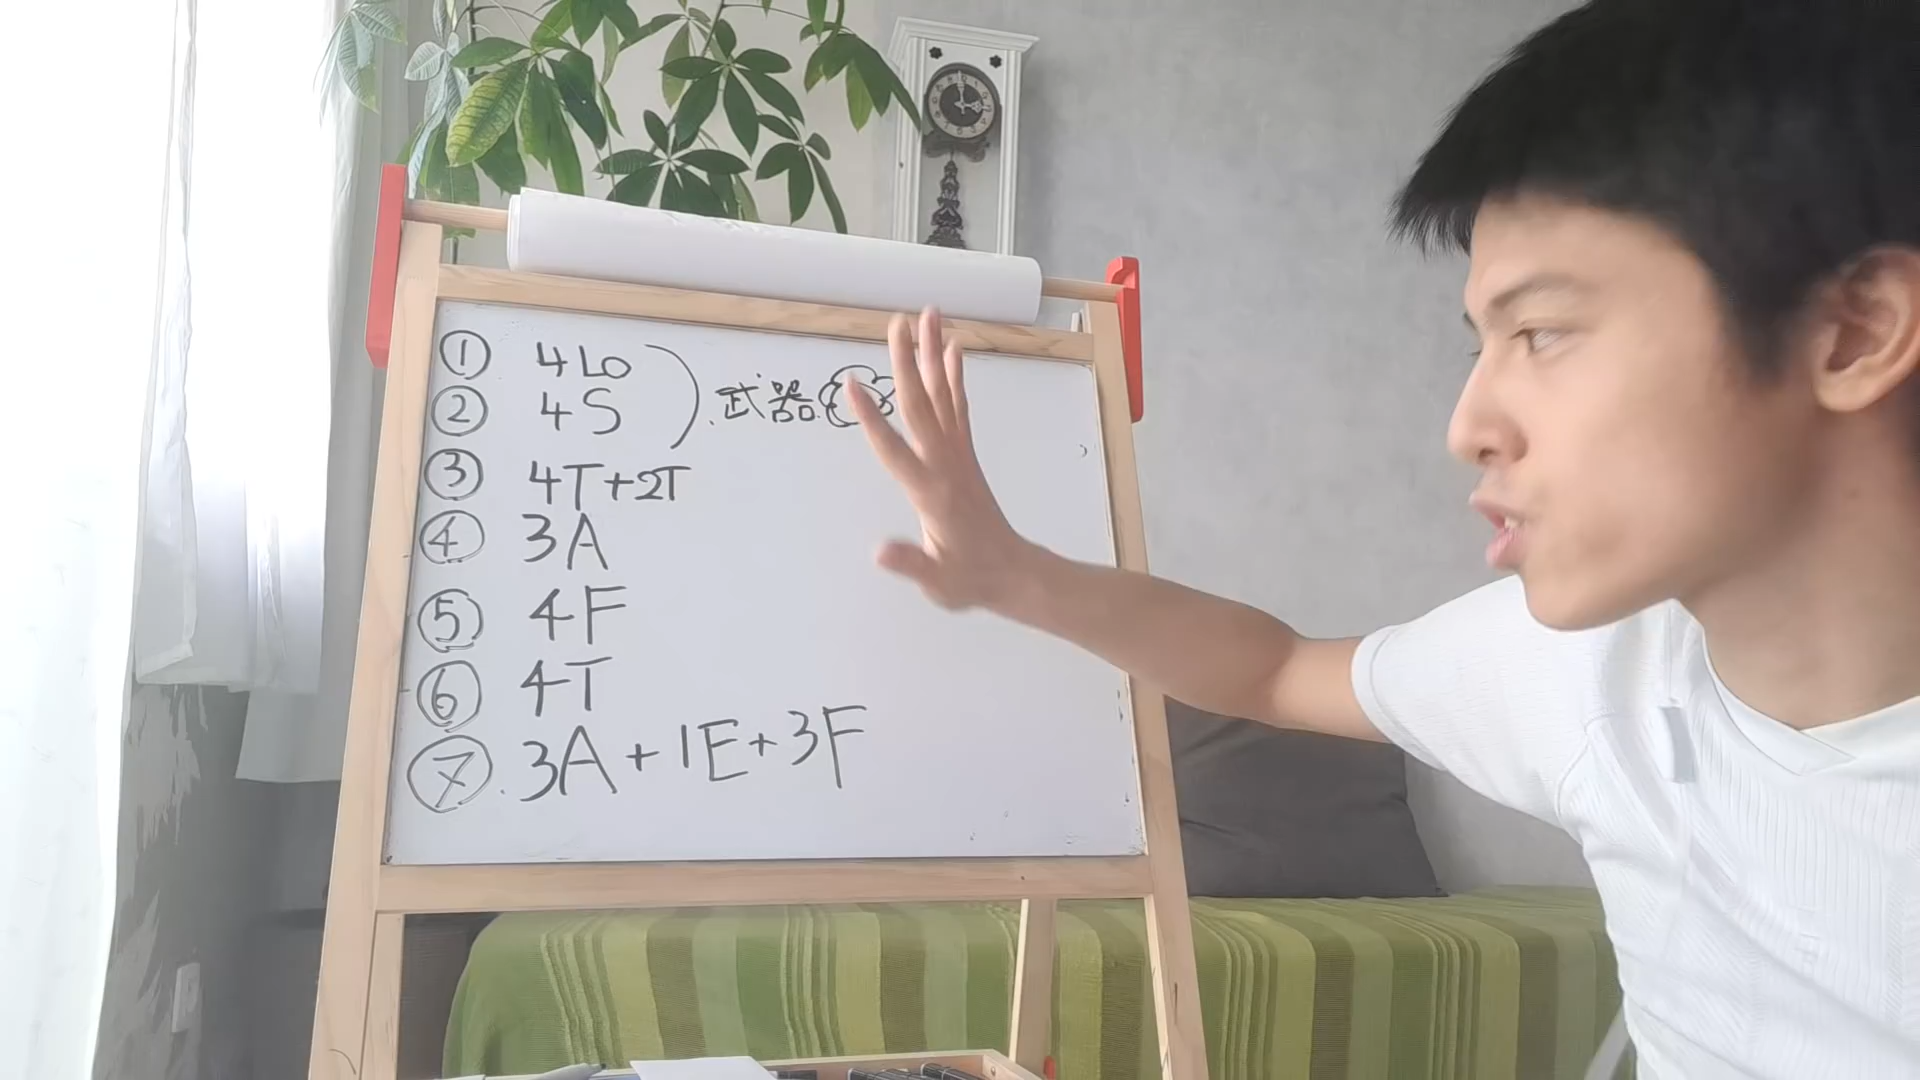 ① 4Lo
② 4S
武器
③ 4T+2T
④ 3A
⑤ 4F
⑥ 4T
⑦ 3A+1E+3F